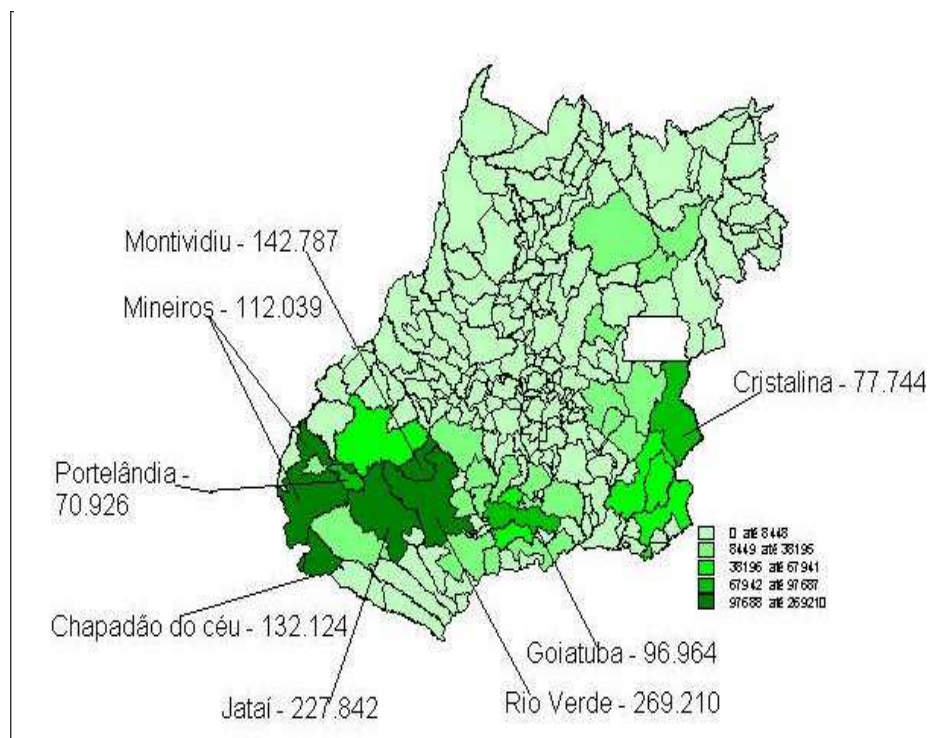 Montividiu - 142.787
Mineiros - 112.039
Cristalina - 77.744
Portelândia -
70.926
0 até 8448
8449 até 38195
38196 até 67941
67942 até 97687
97688 até 269210
Chapadão do céu - 132.124
Goiatuba - 96.964
Jataí - 227.842
Rio Verde - 269.210